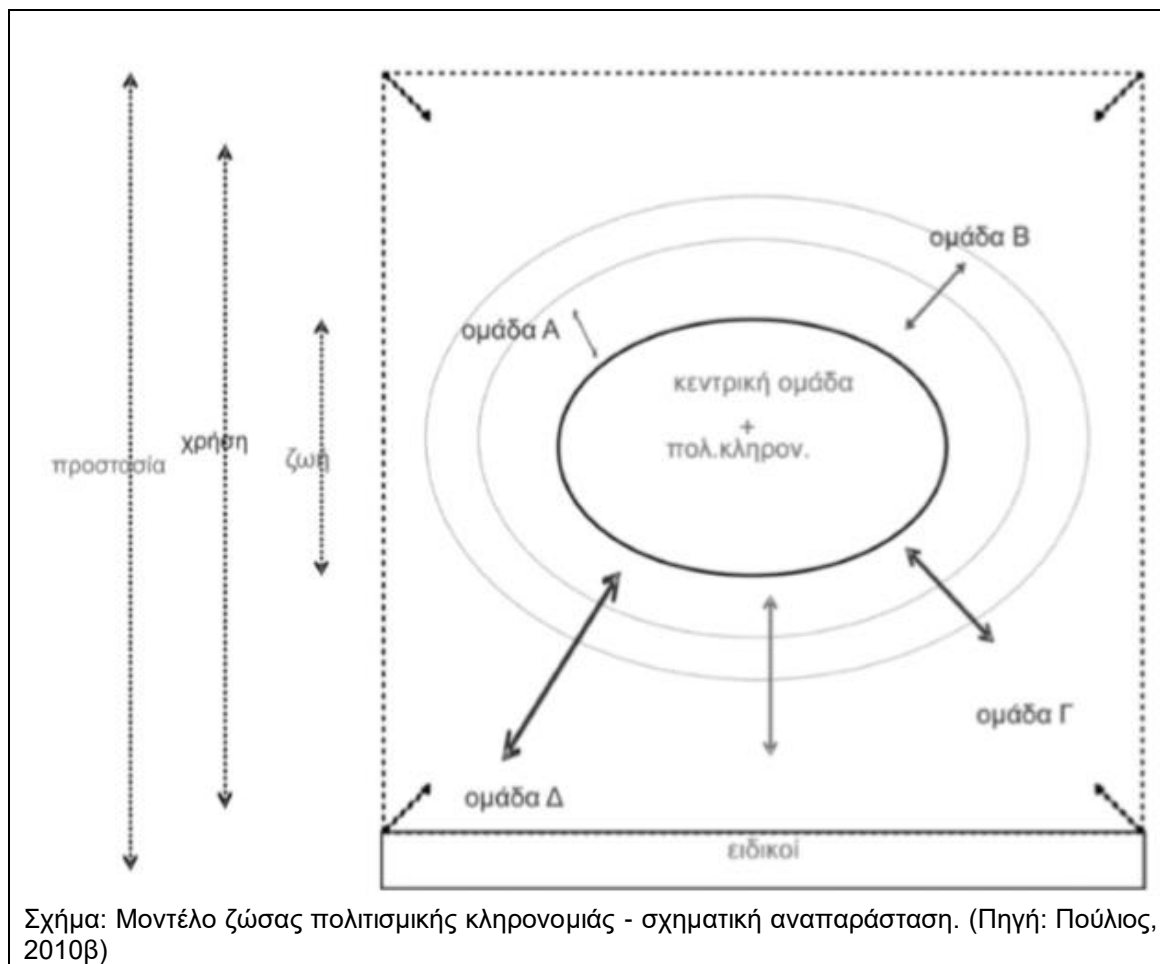 ομάδα Β
ομάδα Α
κεντρική ομάδα
+
πολ.κληρον.
χρήση
ζωή
προστασία
ομάδα Γ
ομάδα Δ
ειδικοί
Σχήμα: Μοντέλο ζώσας πολιτισμικής κληρονομιάς - σχηματική αναπαράσταση. (Πηγή: Πούλιος,
2010β)